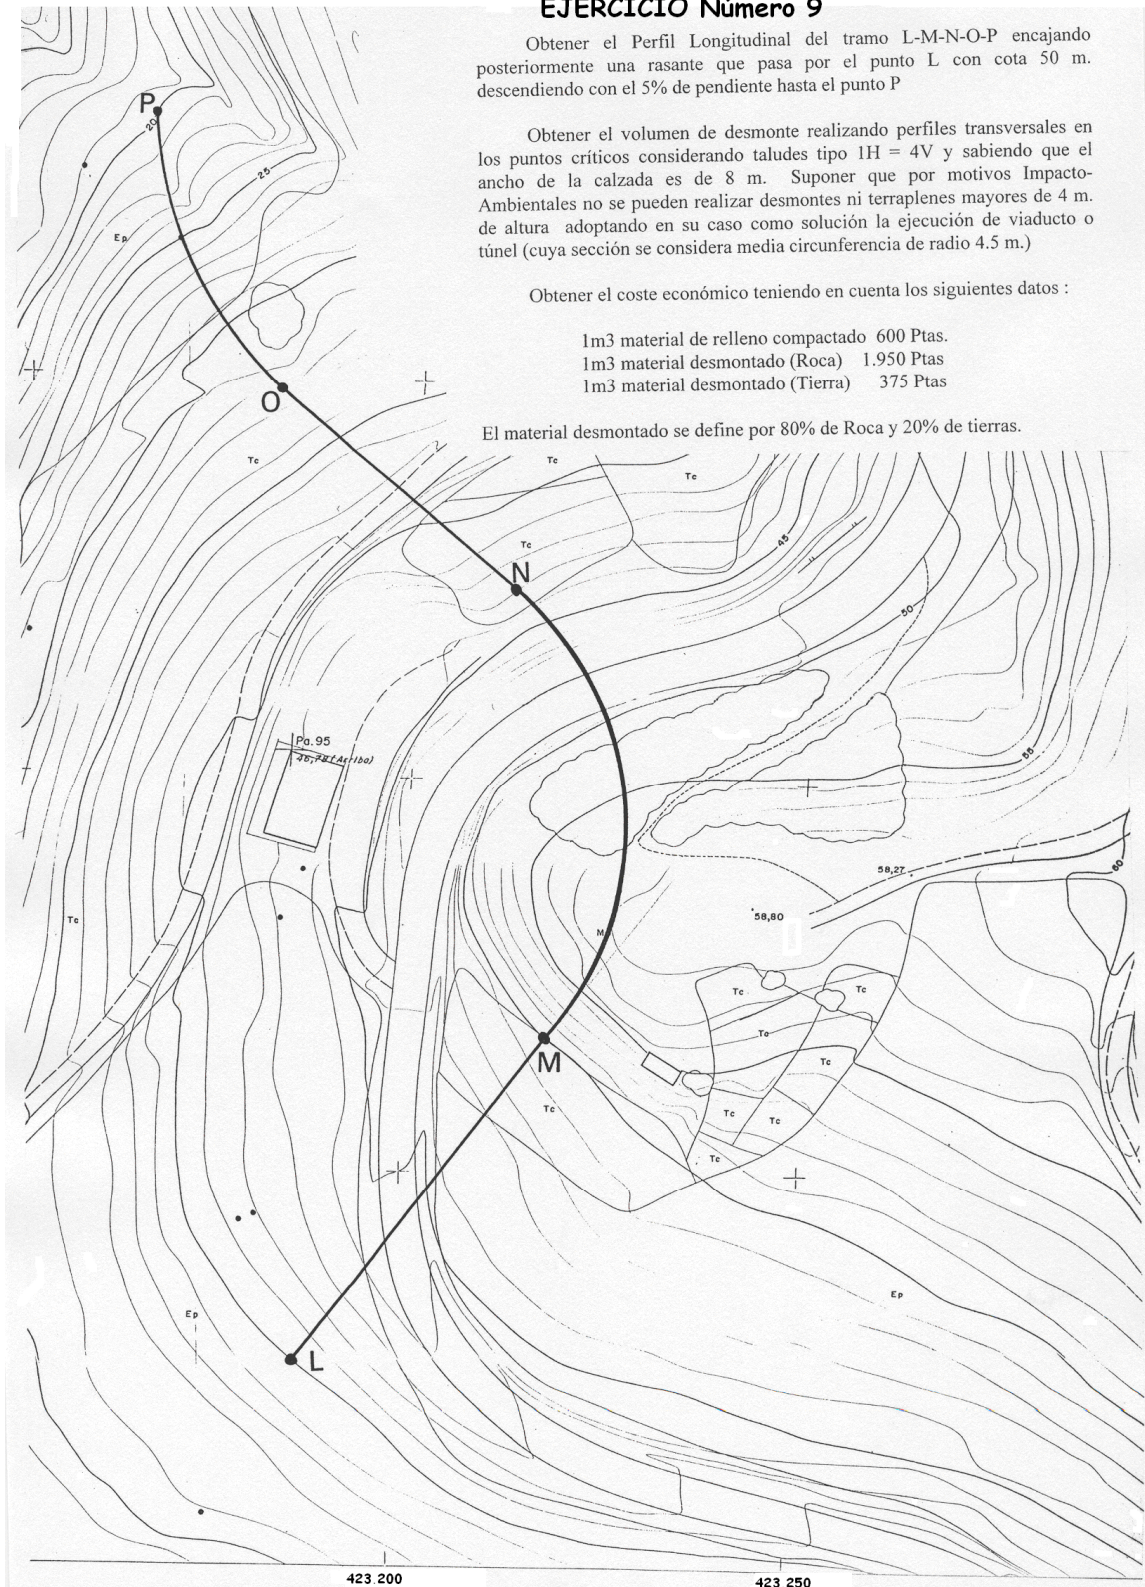 EJERCICIO Número 9
Obtener el Perfil Longitudinal del tramo L-M-N-O-P encajando
posteriormente una rasante que pasa por el punto L con cota 50 m.
descendiendo con el 5% de pendiente hasta el punto P
Obtener el volumen de desmonte realizando perfiles transversales en
los puntos críticos considerando taludes tipo 1H = 4V y sabiendo que el
ancho de la calzada es de 8 m. Suponer que por motivos Impacto-
Ambientales no se pueden realizar desmontes ni terraplenes mayores de 4 m.
de altura adoptando en su caso como solución la ejecución de viaducto o
túnel (cuya sección se considera media circunferencia de radio 4.5 m.)
Obtener el coste económico teniendo en cuenta los siguientes datos :
1m3 material de relleno compactado 600 Ptas.
1m3 material desmontado (Roca) 1.950 Ptas
1m3 material desmontado (Tierra) 375 Ptas
El material desmontado se define por 80% de Roca y 20% de tierras.
P
20
25
Ep
O
Tc
Tc
Tc
Tc
45
N
50
Pa.95
(Arriba)
55
58,27
60
58,80
Tc
M
Tc
Tc
Tc
Tc
M
Tc
Tc
Tc
Tc
Ep
Ep
L
423.200
423.250